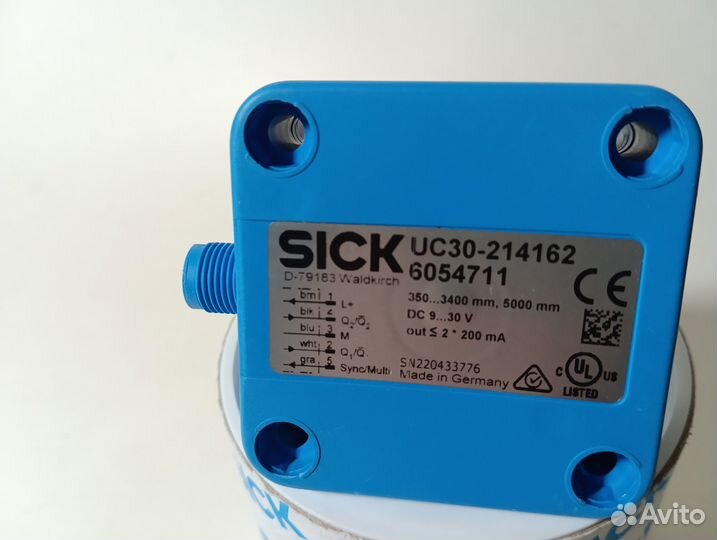 SICK
D-79183 Waldkirch
UC30-214162
6054711
350...3400 mm, 5000 mm
DC 9...30 V
out ≤ 2 * 200 mA
brn 1 L+
blk 4 Q₂/Q̅₂
blu 3 M
wht 2 Q₁/Q̅
gra 5 Sync/Multi
SN220433776
Made in Germany
CE
C UL US
LISTED
CK
Avito